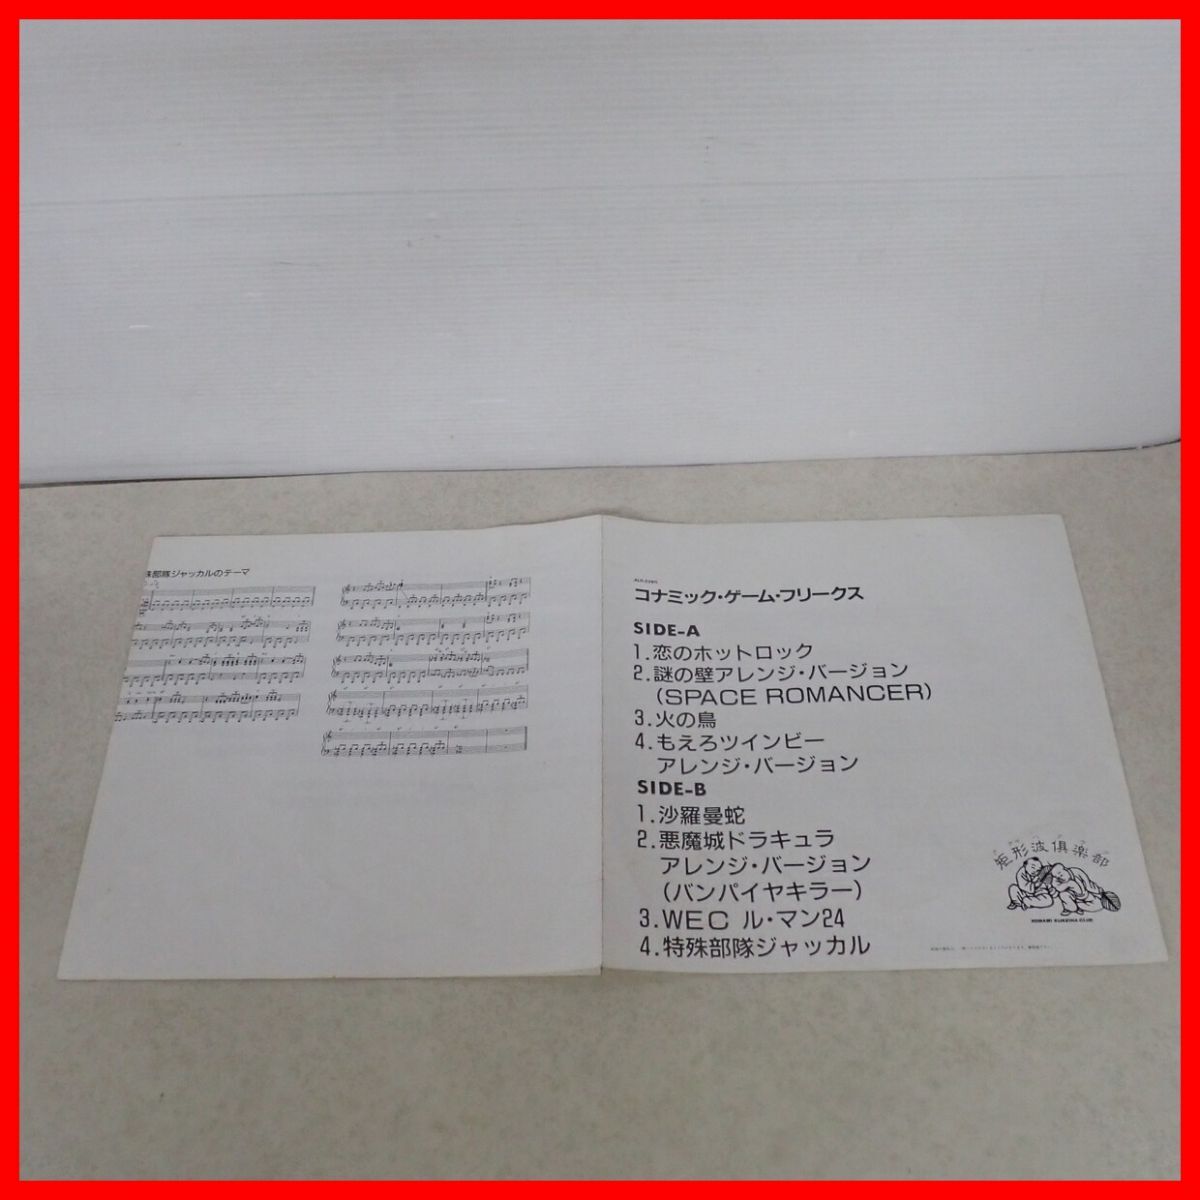 殊部隊ジャッカルのテーマ
コナミック・ゲーム・フリークス
SIDE-A
1.恋のホットロック
2.謎の壁アレンジ・バージョン
(SPACE ROMANCER)
3.火の鳥
4.もえろツインビー
アレンジ・バージョン
SIDE-B
1.沙羅曼蛇
2.悪魔城ドラキュラ
アレンジ・バージョン
(バンパイヤキラー)
3.WEC ル・マン24
4.特殊部隊ジャッカル
矩形波倶楽部
KONAMI KUKEIHA CLUB